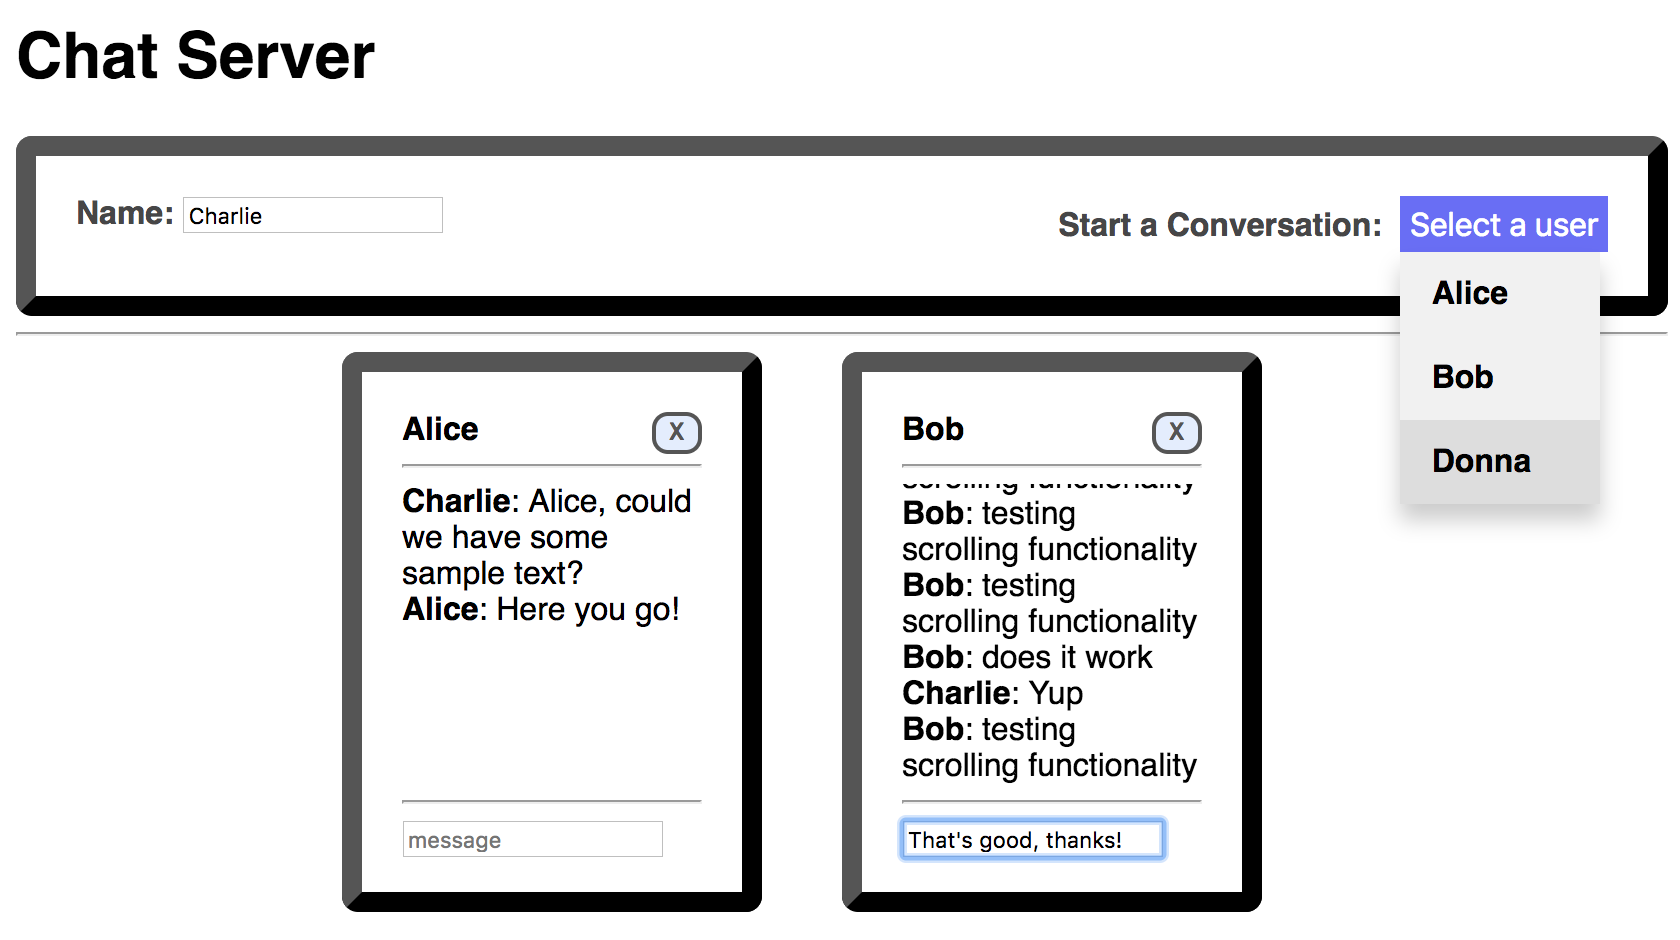 Chat Server
Name: Charlie
Start a Conversation: Select a user
Alice
Bob
Donna
Alice X
Charlie: Alice, could
we have some
sample text?
Alice: Here you go!
message
Bob X
scrolling functionality
Bob: testing
scrolling functionality
Bob: testing
scrolling functionality
Bob: does it work
Charlie: Yup
Bob: testing
scrolling functionality
That's good, thanks!